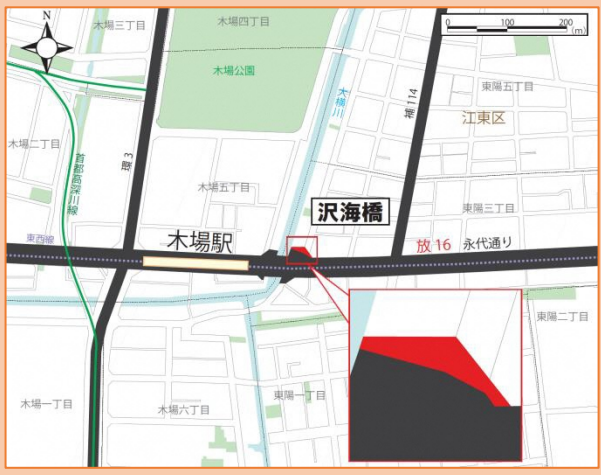 N
木場三丁目
木場四丁目
0 100 200
(m)
木場公園
大横川
補114
東陽五丁目
江東区
木場二丁目
首都高深川線
環3
木場五丁目
沢海橋
東陽三丁目
東西線
木場駅
放16 永代通り
東陽二丁目
木場一丁目
木場六丁目
東陽一丁目